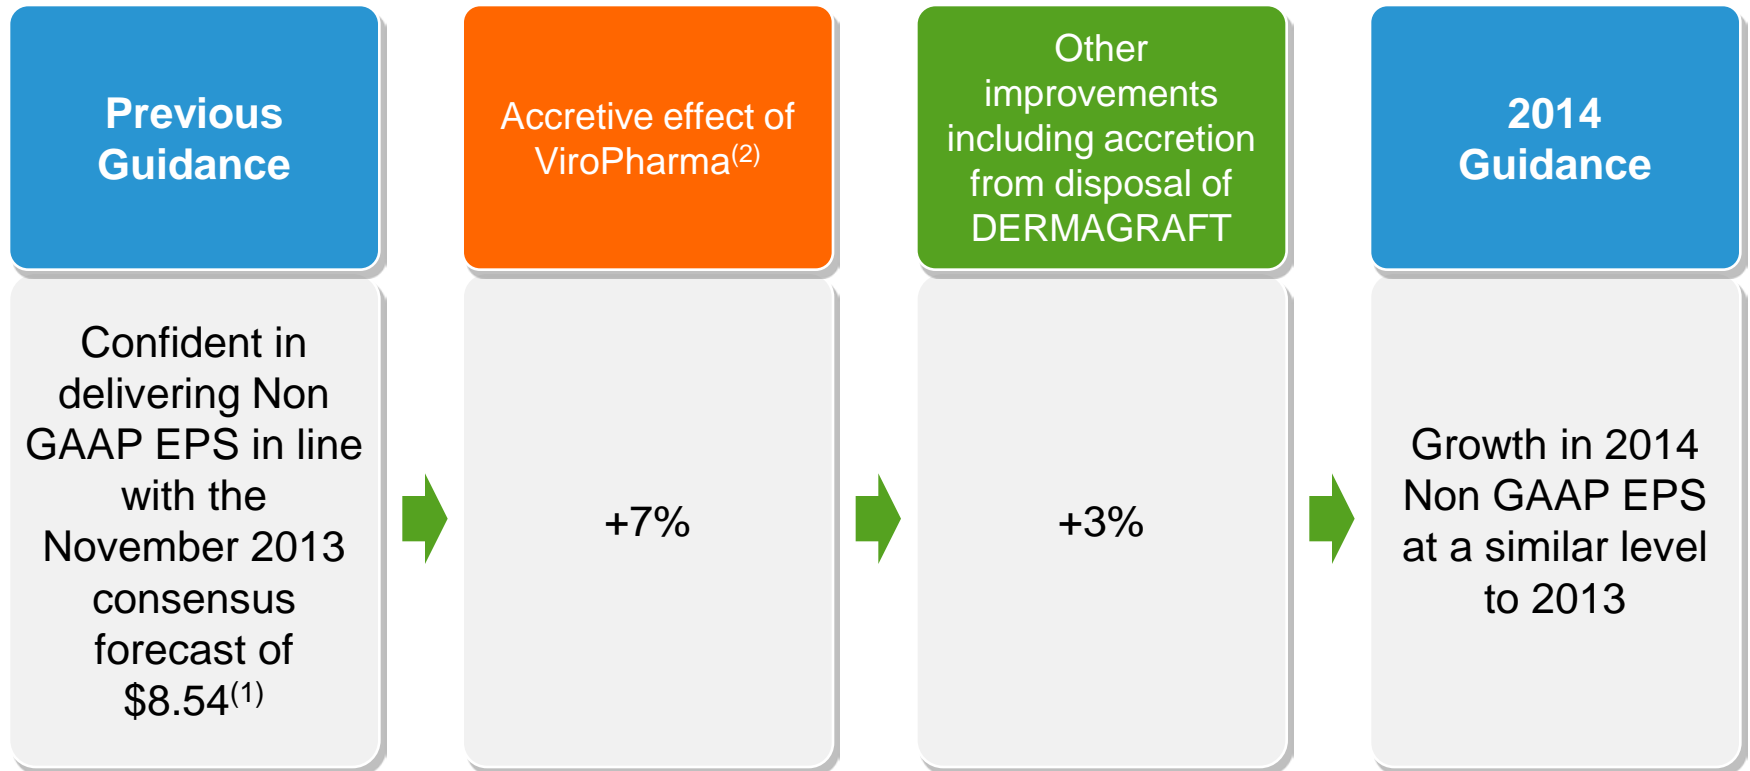 Previous
Guidance
Confident in
delivering Non
GAAP EPS in line
with the
November 2013
consensus
forecast of
$8.54(1)
Accretive effect of
ViroPharma(2)
+7%
Other
improvements
including accretion
from disposal of
DERMAGRAFT
+3%
2014
Guidance
Growth in 2014
Non GAAP EPS
at a similar level
to 2013